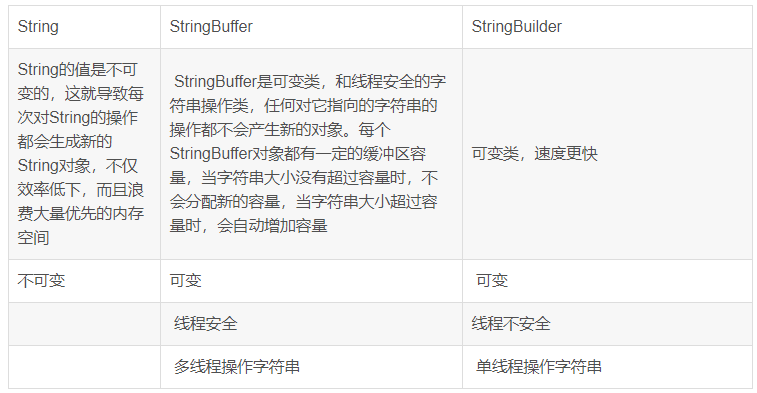 String
StringBuffer
StringBuilder
String的值是不可
变的，这就导致每
次对String的操作
都会生成新的
String对象，不仅
效率低下，而且浪
费大量优先的内存
空间
StringBuffer是可变类，和线程安全的字
符串操作类，任何对它指向的字符串的
操作都不会产生新的对象。每个
StringBuffer对象都有一定的缓冲区容
量，当字符串大小没有超过容量时，不
会分配新的容量，当字符串大小超过容
量时，会自动增加容量
可变类，速度更快
不可变
可变
可变
线程安全
线程不安全
多线程操作字符串
单线程操作字符串